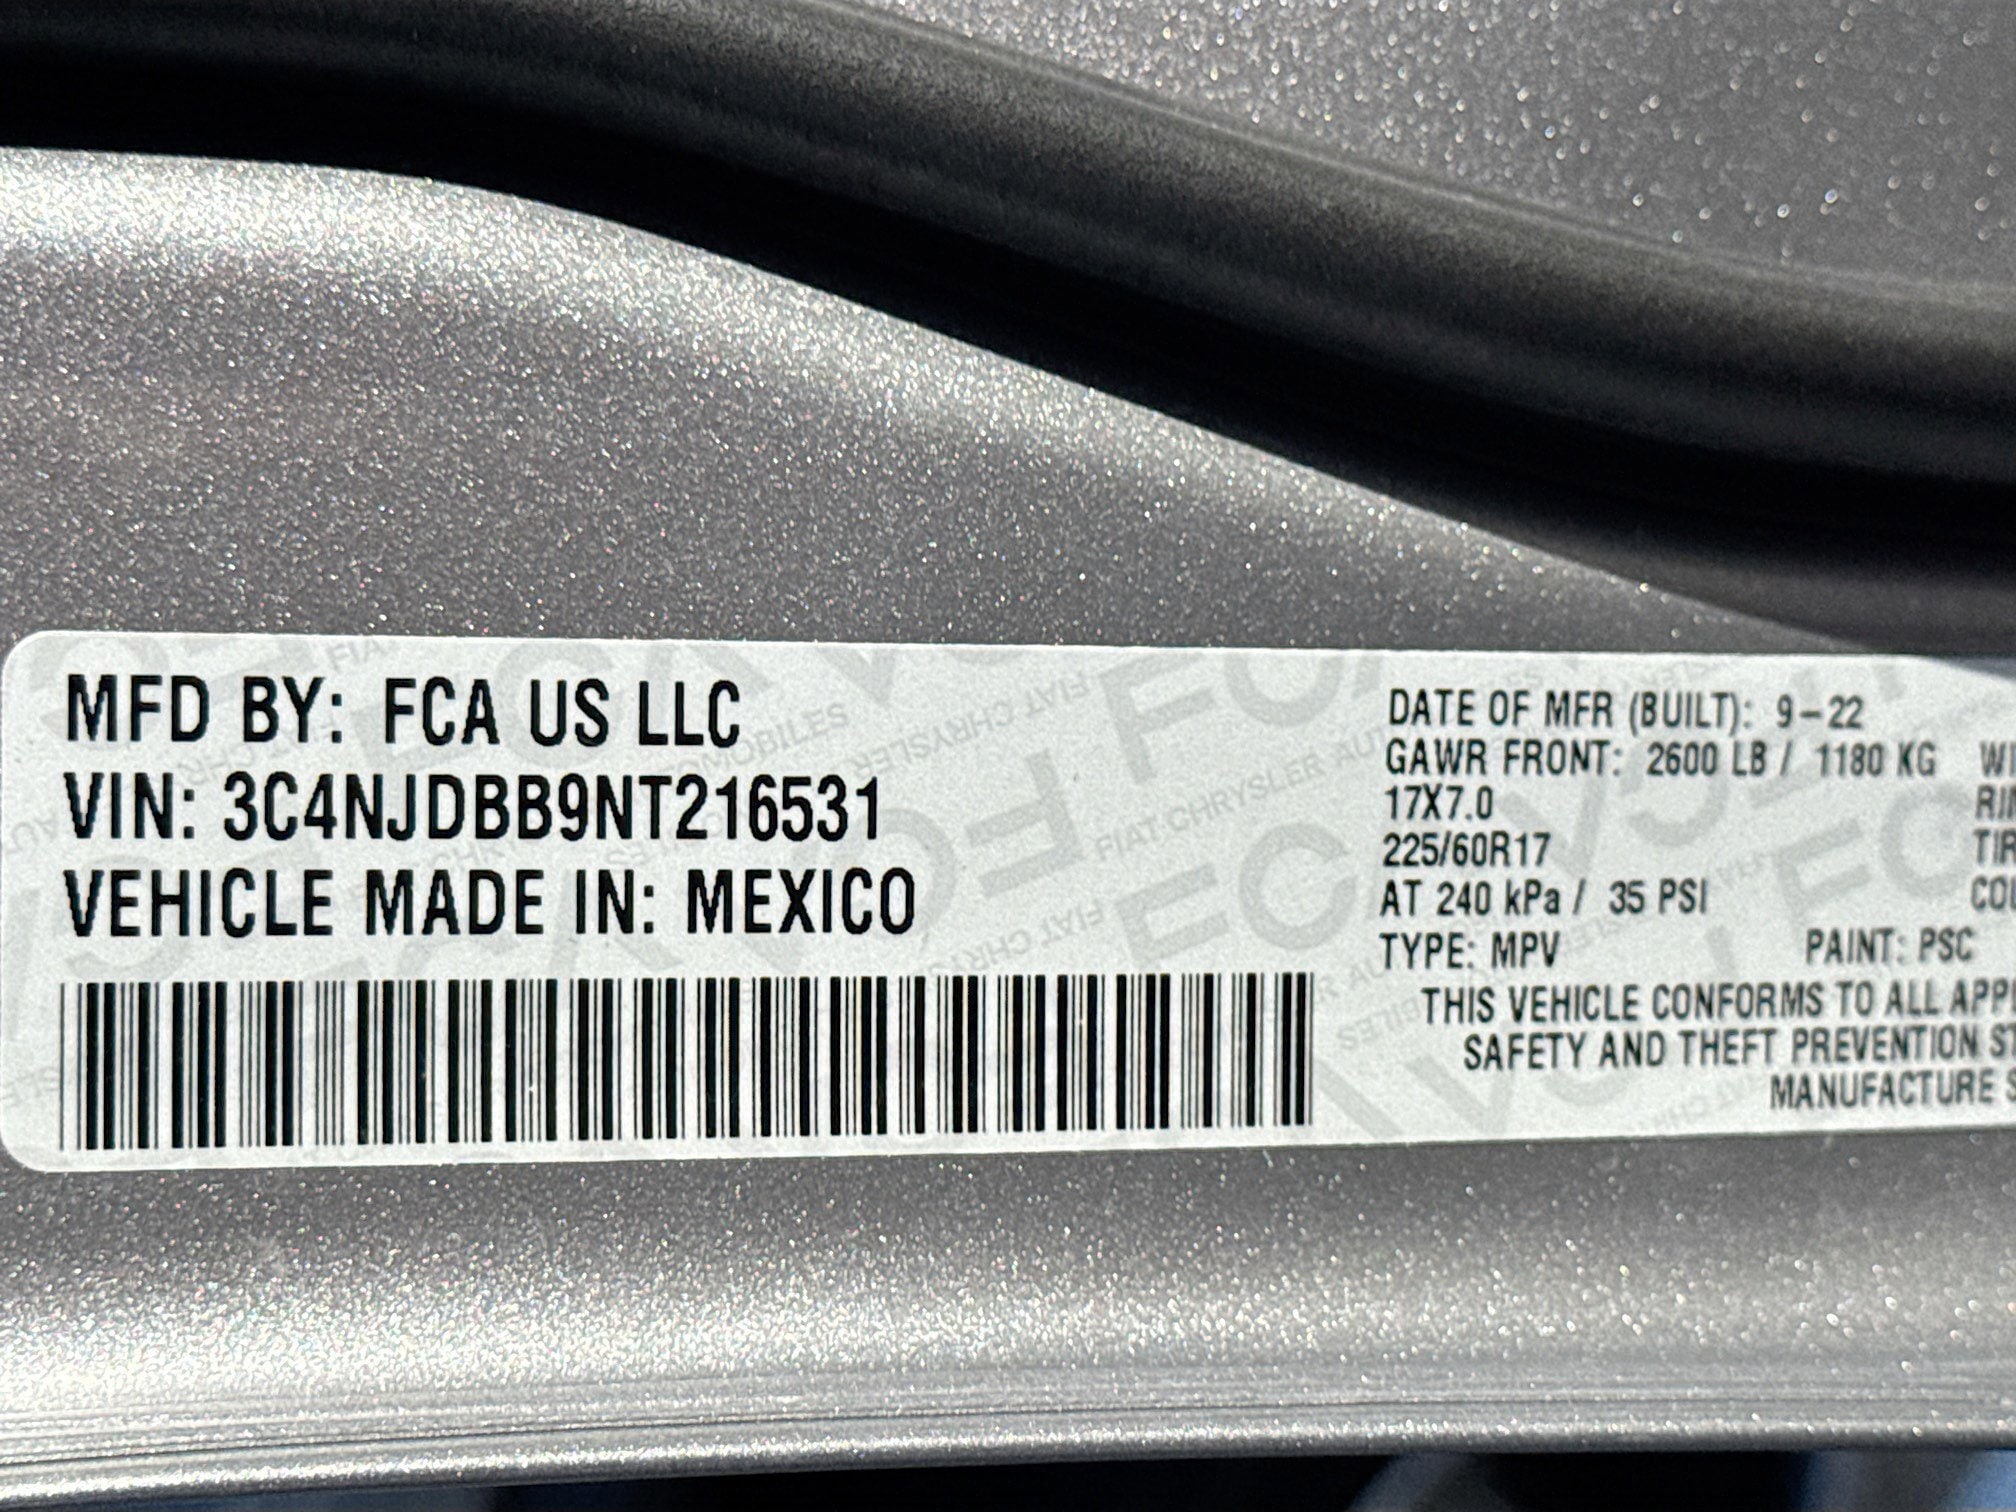 MFD BY: FCA US LLC
VIN: 3C4NJDBB9NT216531
VEHICLE MADE IN: MEXICO
DATE OF MFR (BUILT): 9-22
GAWR FRONT: 2600 LB / 1180 KG
17X7.0
225/60R17
AT 240 kPa / 35 PSI
TYPE: MPV PAINT: PSC
THIS VEHICLE CONFORMS TO ALL
SAFETY AND THEFT PREVENTION
MANUFACTURE